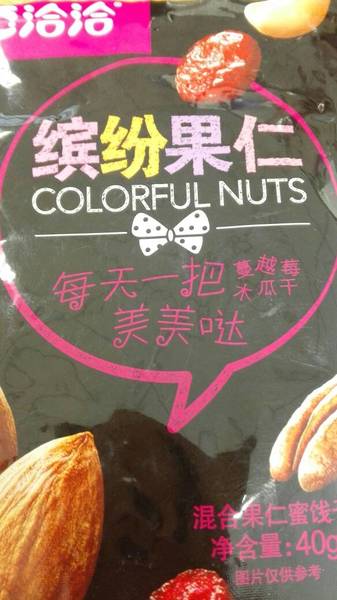 洽洽
缤纷果仁
COLORFUL NUTS
每天一把 蔓越莓
木瓜干
美美哒
混合果仁蜜饯
净含量:40g
图片仅供参考